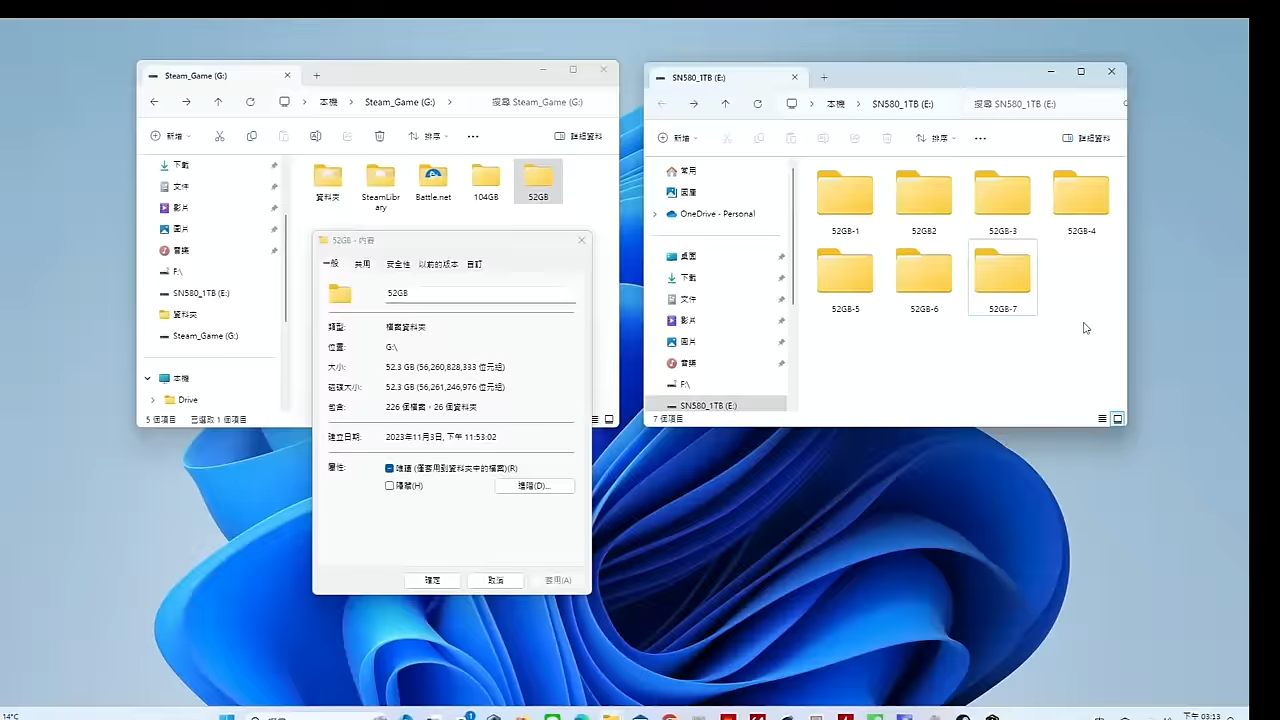 Steam_Game (G:)
本機 Steam_Game (G:) 搜尋 Steam_Game (G:)
新增 排序 詳細資料
下載
文件
影片
圖片
音樂
F:\
SN580_1TB (E:)
資料夾
Steam_Game (G:)
本機
Drive
5 個項目 已選取 1 個項目
資料夾
SteamLibrary
Battle.net
104GB
52GB
52GB - 內容
一般 共用 安全性 以前的版本 自訂
52GB
類型: 檔案資料夾
位置: G:\
大小: 52.3 GB (56,260,828,333 位元組)
磁碟大小: 52.3 GB (56,261,246,976 位元組)
包含: 226 個檔案，26 個資料夾
建立日期: 2023年11月3日, 下午 11:53:02
屬性: 唯讀 (僅套用到資料夾中的檔案)(R)
隱藏(H) 進階(D)...
確定 取消 套用(A)
SN580_1TB (E:)
本機 SN580_1TB (E:) 搜尋 SN580_1TB (E:)
新增 排序 詳細資料
常用
圖庫
OneDrive - Personal
桌面
下載
文件
影片
圖片
音樂
F:\
SN580_1TB (E:)
7 個項目
52GB-1 52GB2 52GB-3 52GB-4
52GB-5 52GB-6 52GB-7
14°C
下午 03:13